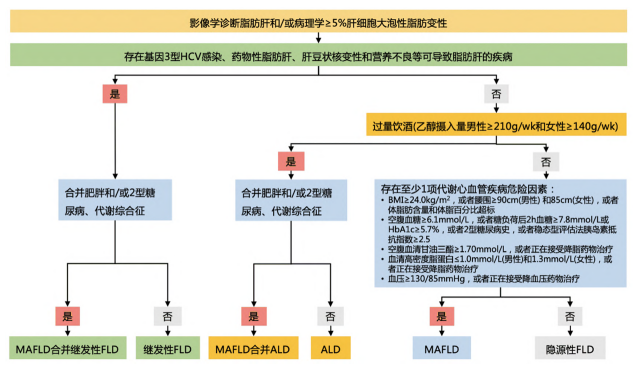 影像学诊断脂肪肝和/或病理学≥5%肝细胞大泡性脂肪变性
存在基因3型HCV感染、药物性脂肪肝、肝豆状核变性和营养不良等可导致脂肪肝的疾病
是
否
过量饮酒(乙醇摄入量男性≥210g/wk和女性≥140g/wk)
是
否
合并肥胖和/或2型糖
尿病、代谢综合征
合并肥胖和/或2型糖
尿病、代谢综合征
存在至少1项代谢心血管疾病危险因素：
• BMI≥24.0kg/m²，或者腰围≥90cm(男性) 和85cm(女性)，或者
体脂肪含量和体脂百分比超标
• 空腹血糖≥6.1mmol/L，或者糖负荷后2h血糖≥7.8mmol/L或
HbA1c≥5.7%，或者2型糖尿病史，或者稳态型评估法胰岛素抵
抗指数≥2.5
• 空腹血清甘油三酯≥1.70mmol/L，或者正在接受降脂药物治疗
• 血清高密度脂蛋白≤1.0mmol/L(男性)和1.3mmol/L(女性)，或
者正在接受降脂药物治疗
• 血压≥130/85mmHg，或者正在接受降血压药物治疗
是
否
是
否
是
否
MAFLD合并继发性FLD
继发性FLD
MAFLD合并ALD
ALD
MAFLD
隐源性FLD